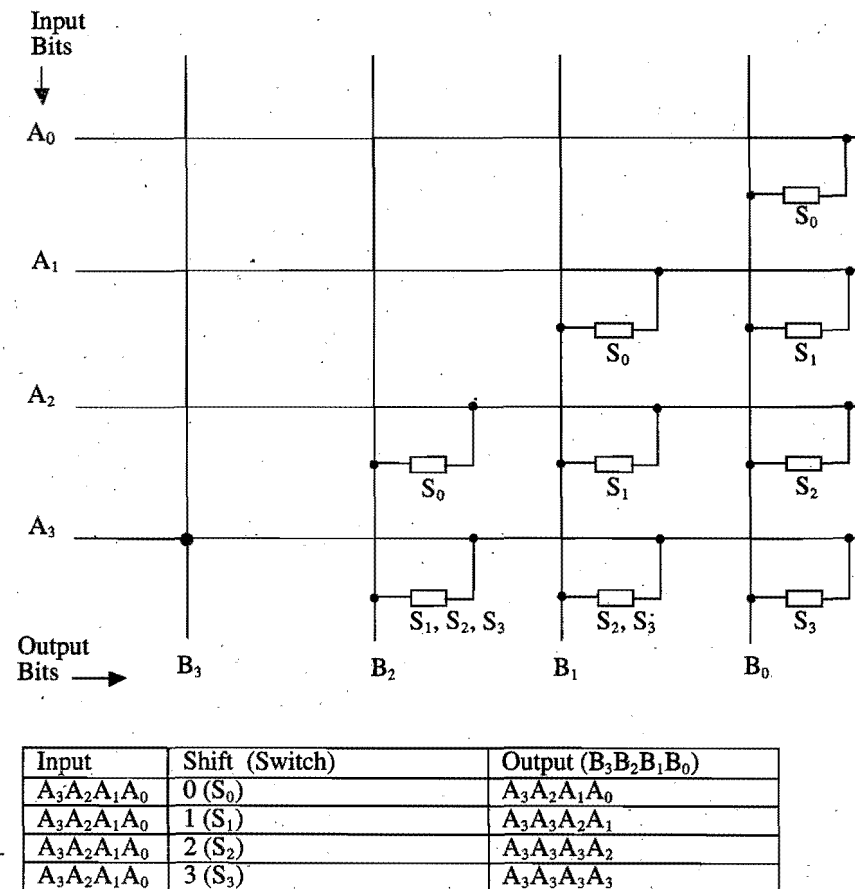 Input
Bits
A₀
S₀
A₁
S₀ S₁
A₂
S₀ S₁ S₂
A₃
S₁, S₂, S₃ S₂, S₃ S₃
Output
Bits
B₃ B₂ B₁ B₀
Input Shift (Switch) Output (B₃B₂B₁B₀)
A₃A₂A₁A₀ 0 (S₀) A₃A₂A₁A₀
A₃A₂A₁A₀ 1 (S₁) A₃A₃A₂A₁
A₃A₂A₁A₀ 2 (S₂) A₃A₃A₃A₂
A₃A₂A₁A₀ 3 (S₃) A₃A₃A₃A₃